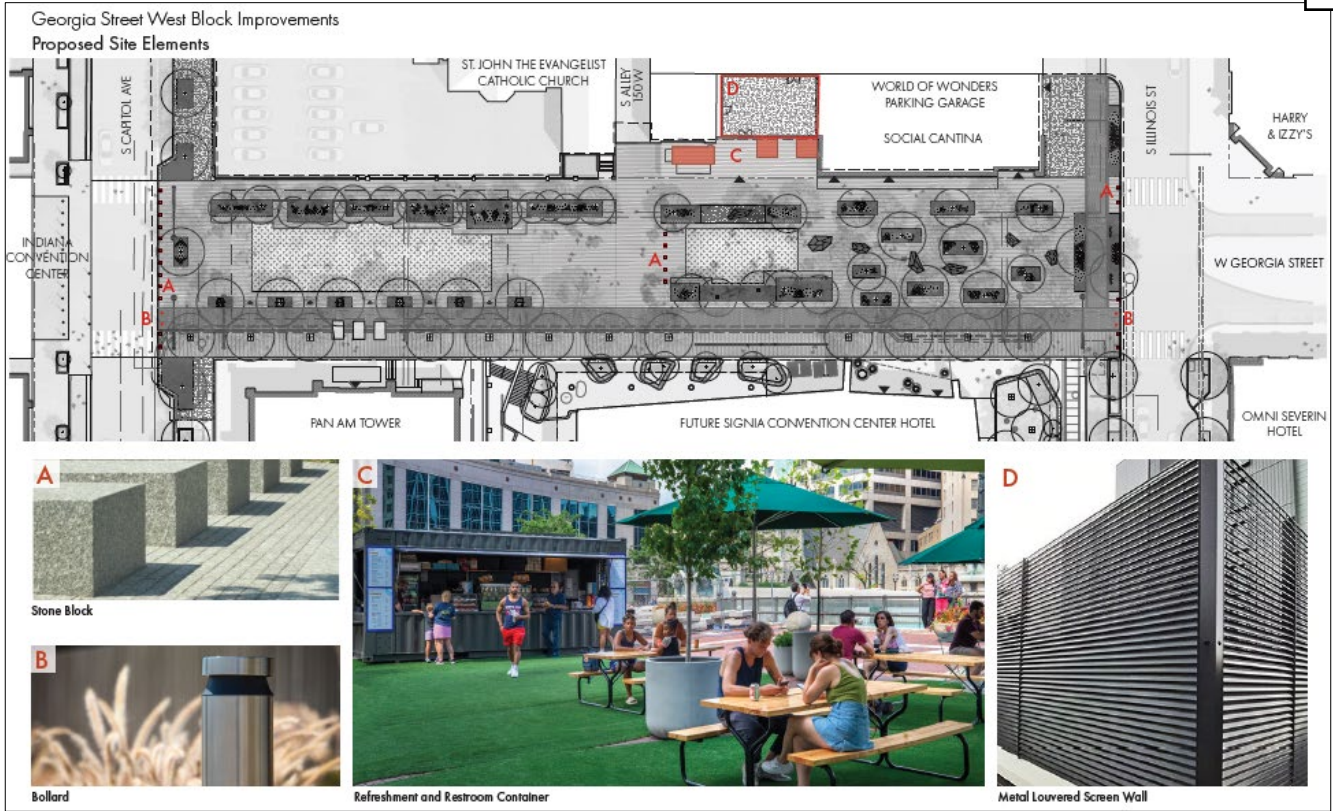 Georgia Street West Block Improvements
Proposed Site Elements
S CAPITOL AVE
ST. JOHN THE EVANGELIST
CATHOLIC CHURCH
S ALLEY
150 W
D
WORLD OF WONDERS
PARKING GARAGE
SOCIAL CANTINA
S ILLINOIS ST
HARRY
& IZZY'S
C
A
INDIANA
CONVENTION
CENTER
A
A
W GEORGIA STREET
B
B
PAN AM TOWER
FUTURE SIGNIA CONVENTION CENTER HOTEL
OMNI SEVERIN
HOTEL
A
Stone Block
B
Bollard
C
Refreshment and Restroom Container
D
Metal Louvered Screen Wall